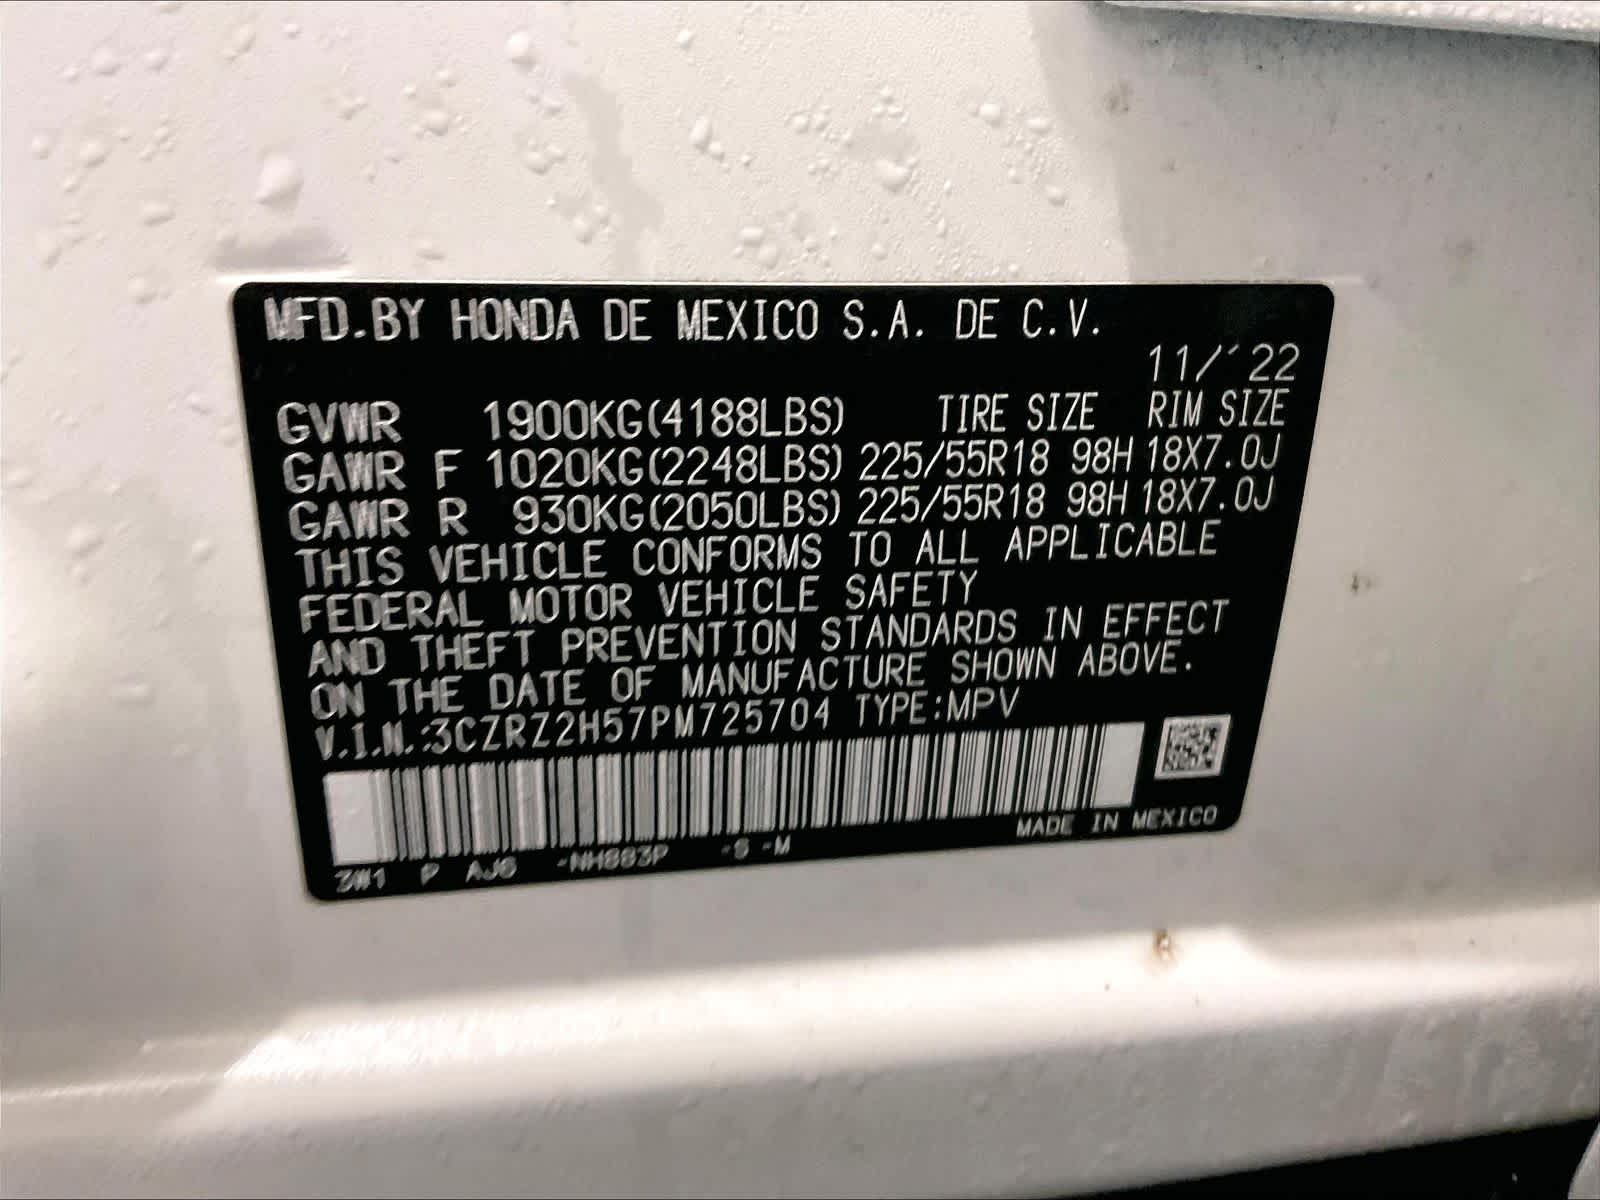 MFD.BY HONDA DE MEXICO S.A. DE C.V.
11/'22
GVWR 1900KG(4188LBS) TIRE SIZE RIM SIZE
GAWR F 1020KG(2248LBS) 225/55R18 98H 18X7.0J
GAWR R 930KG(2050LBS) 225/55R18 98H 18X7.0J
THIS VEHICLE CONFORMS TO ALL APPLICABLE
FEDERAL MOTOR VEHICLE SAFETY
AND THEFT PREVENTION STANDARDS IN EFFECT
ON THE DATE OF MANUFACTURE SHOWN ABOVE.
V.I.N.:3CZRZ2H57PM725704 TYPE:MPV
MADE IN MEXICO
3W1 P AJ6 -NH883P -S -M